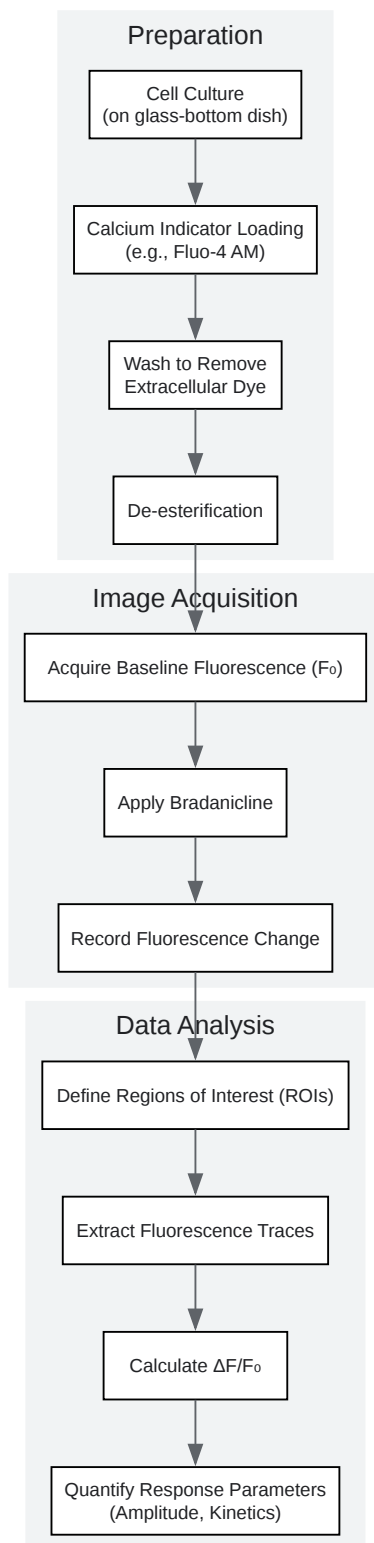 Preparation
Cell Culture
(on glass-bottom dish)
Calcium Indicator Loading
(e.g., Fluo-4 AM)
Wash to Remove
Extracellular Dye
De-esterification
Image Acquisition
Acquire Baseline Fluorescence (F₀)
Apply Bradanicline
Record Fluorescence Change
Data Analysis
Define Regions of Interest (ROIs)
Extract Fluorescence Traces
Calculate ΔF/F₀
Quantify Response Parameters
(Amplitude, Kinetics)